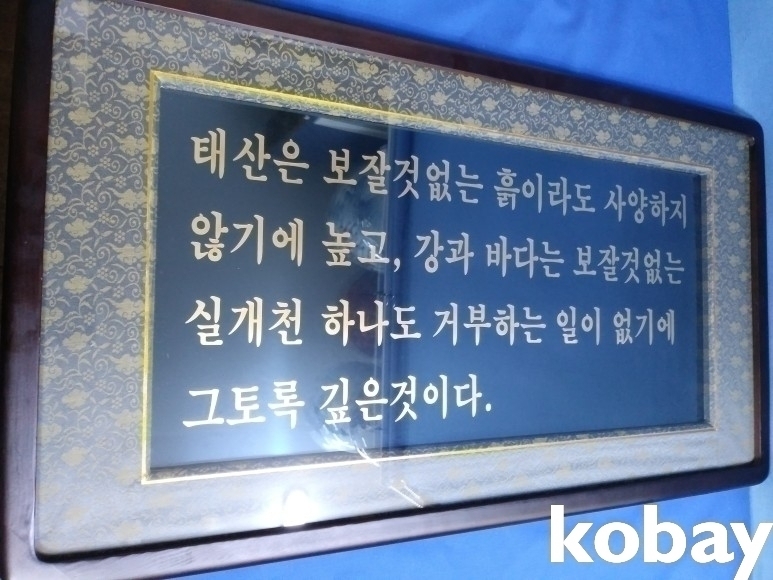 태산은 보잘것없는 흙이라도 사양하지
않기에 높고, 강과 바다는 보잘것없는
실개천 하나도 거부하는 일이 없기에
그토록 깊은것이다.
kobay